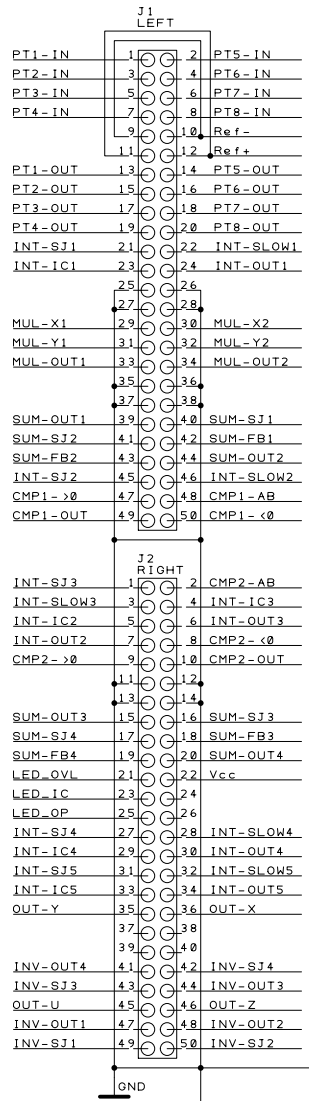 J1
LEFT
PT1-IN 1 2 PT5-IN
PT2-IN 3 4 PT6-IN
PT3-IN 5 6 PT7-IN
PT4-IN 7 8 PT8-IN
9 10 Ref-
11 12 Ref+
PT1-OUT 13 14 PT5-OUT
PT2-OUT 15 16 PT6-OUT
PT3-OUT 17 18 PT7-OUT
PT4-OUT 19 20 PT8-OUT
INT-SJ1 21 22 INT-SLOW1
INT-IC1 23 24 INT-OUT1
25 26
27 28
MUL-X1 29 30 MUL-X2
MUL-Y1 31 32 MUL-Y2
MUL-OUT1 33 34 MUL-OUT2
35 36
37 38
SUM-OUT1 39 40 SUM-SJ1
SUM-SJ2 41 42 SUM-FB1
SUM-FB2 43 44 SUM-OUT2
INT-SJ2 45 46 INT-SLOW2
CMP1->0 47 48 CMP1-AB
CMP1-OUT 49 50 CMP1-<0
J2
RIGHT
INT-SJ3 1 2 CMP2-AB
INT-SLOW3 3 4 INT-IC3
INT-IC2 5 6 INT-OUT3
INT-OUT2 7 8 CMP2-<0
CMP2->0 9 10 CMP2-OUT
11 12
13 14
SUM-OUT3 15 16 SUM-SJ3
SUM-SJ4 17 18 SUM-FB3
SUM-FB4 19 20 SUM-OUT4
LED_OVL 21 22 Vcc
LED_IC 23 24
LED_OP 25 26
INT-SJ4 27 28 INT-SLOW4
INT-IC4 29 30 INT-OUT4
INT-SJ5 31 32 INT-SLOW5
INT-IC5 33 34 INT-OUT5
OUT-Y 35 36 OUT-X
37 38
39 40
INV-OUT4 41 42 INV-SJ4
INV-SJ3 43 44 INV-OUT3
OUT-U 45 46 OUT-Z
INV-OUT1 47 48 INV-OUT2
INV-SJ1 49 50 INV-SJ2
GND